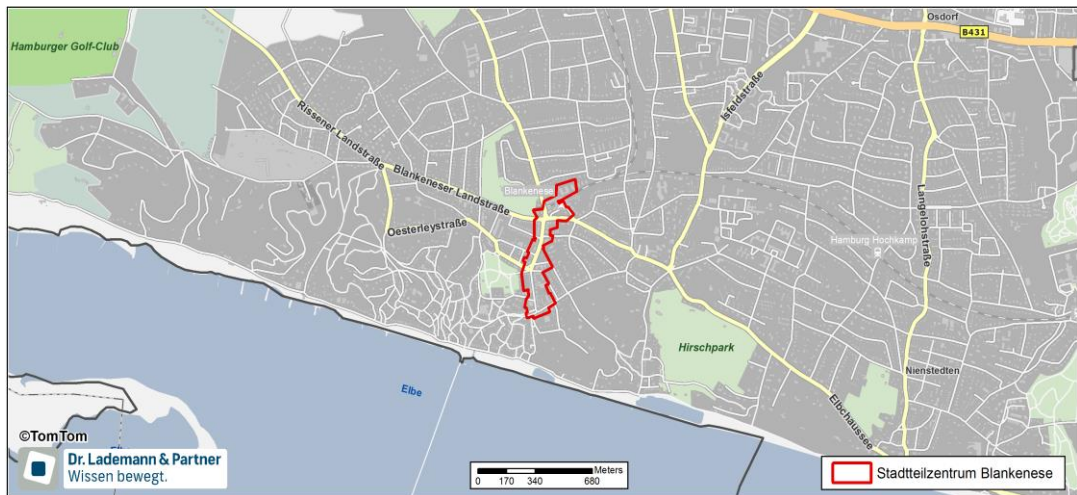 Osdorf
Hamburger Golf-Club
B431
Isfeldstraße
Rissener Landstraße
Blankenese
Blankeneser Landstraße
Langelohstraße
Oesterleystraße
Hamburg Hochkamp
Hirschpark
Nienstedten
Elbe
Elbchaussee
©TomTom
Dr. Lademann & Partner
Wissen bewegt.
Meters
0 170 340 680
Stadtteilzentrum Blankenese